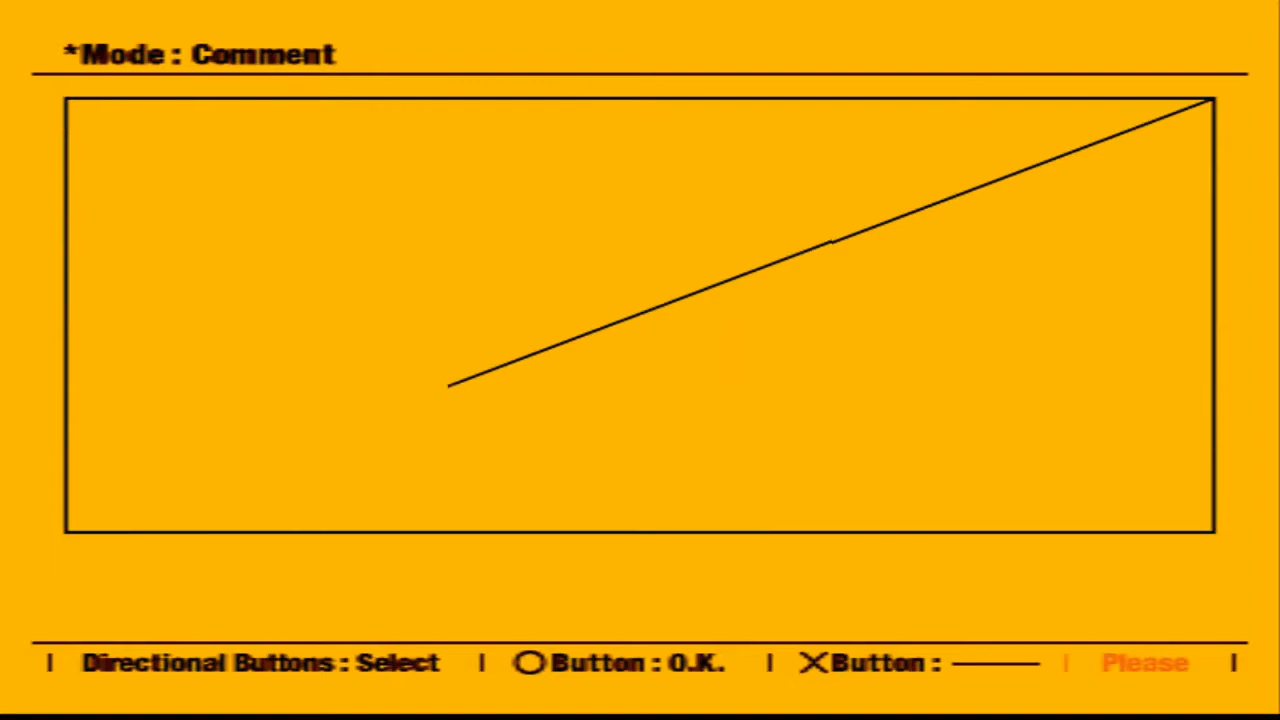 *Mode : Comment
| Directional Buttons : Select | ◯Button : O.K. | ✕Button : —— | Please |